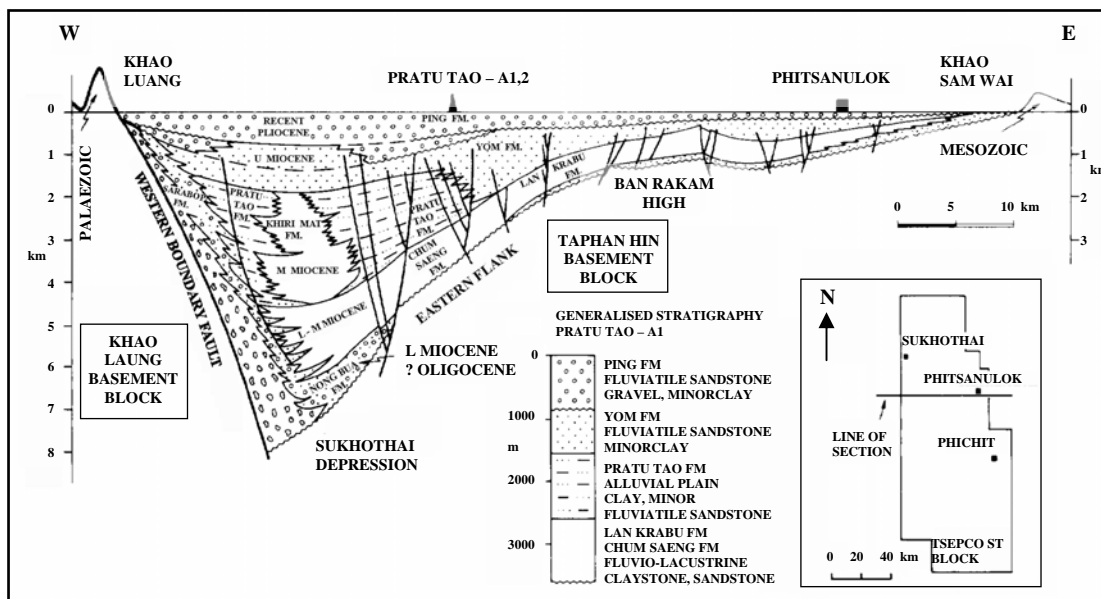 W
E
KHAO
LUANG
PRATU TAO – A1,2
PHITSANULOK
KHAO
SAM WAI
0
1
2
3
km
4
5
6
7
8
0
1
2
3
PALAEZOIC
WESTERN BOUNDARY FAULT
RECENT
PLIOCENE
PING FM.
U MIOCENE
YOM FM.
SARABOP
FM.
PRATU
TAO
FM.
KHIRI MAT
FM.
PRATU
TAO
FM.
LAN KRABU
FM.
CHUM
SAENG
FM.
M MIOCENE
L - M MIOCENE
NONG BUA
FM.
EASTERN FLANK
BAN RAKAM
HIGH
MESOZOIC
0 5 10 km
TAPHAN HIN
BASEMENT
BLOCK
KHAO
LAUNG
BASEMENT
BLOCK
L MIOCENE
? OLIGOCENE
SUKHOTHAI
DEPRESSION
GENERALISED STRATIGRAPHY
PRATU TAO – A1
0
1000
m
2000
3000
PING FM
FLUVIATILE SANDSTONE
GRAVEL, MINORCLAY
YOM FM
FLUVIATILE SANDSTONE
MINORCLAY
PRATU TAO FM
ALLUVIAL PLAIN
CLAY, MINOR
FLUVIATILE SANDSTONE
LAN KRABU FM
CHUM SAENG FM
FLUVIO-LACUSTRINE
CLAYSTONE, SANDSTONE
N
SUKHOTHAI
PHITSANULOK
LINE OF
SECTION
PHICHIT
TSEPCO ST
BLOCK
0 20 40 km